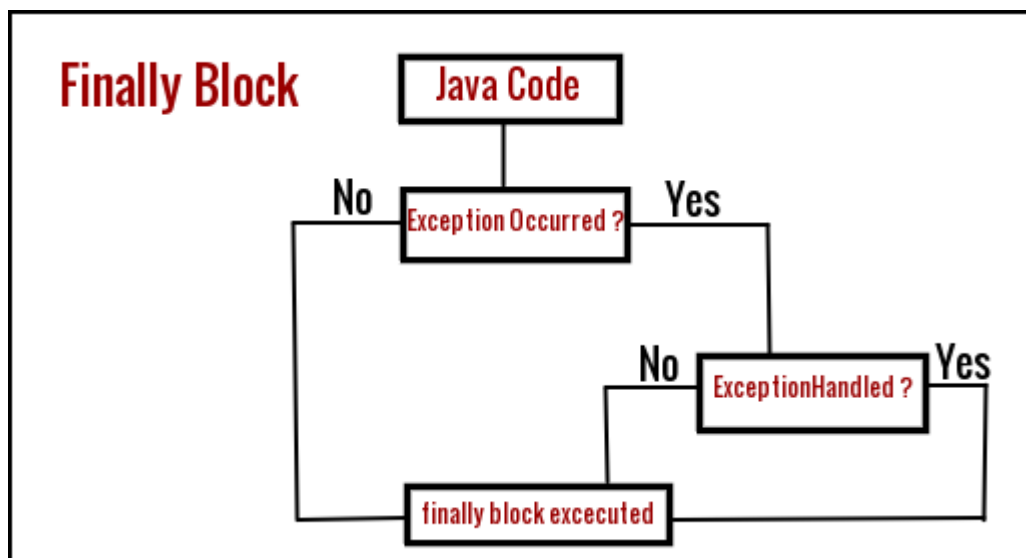 Finally Block
Java Code
No
Yes
Exception Occurred ?
No
Yes
ExceptionHandled ?
finally block excecuted